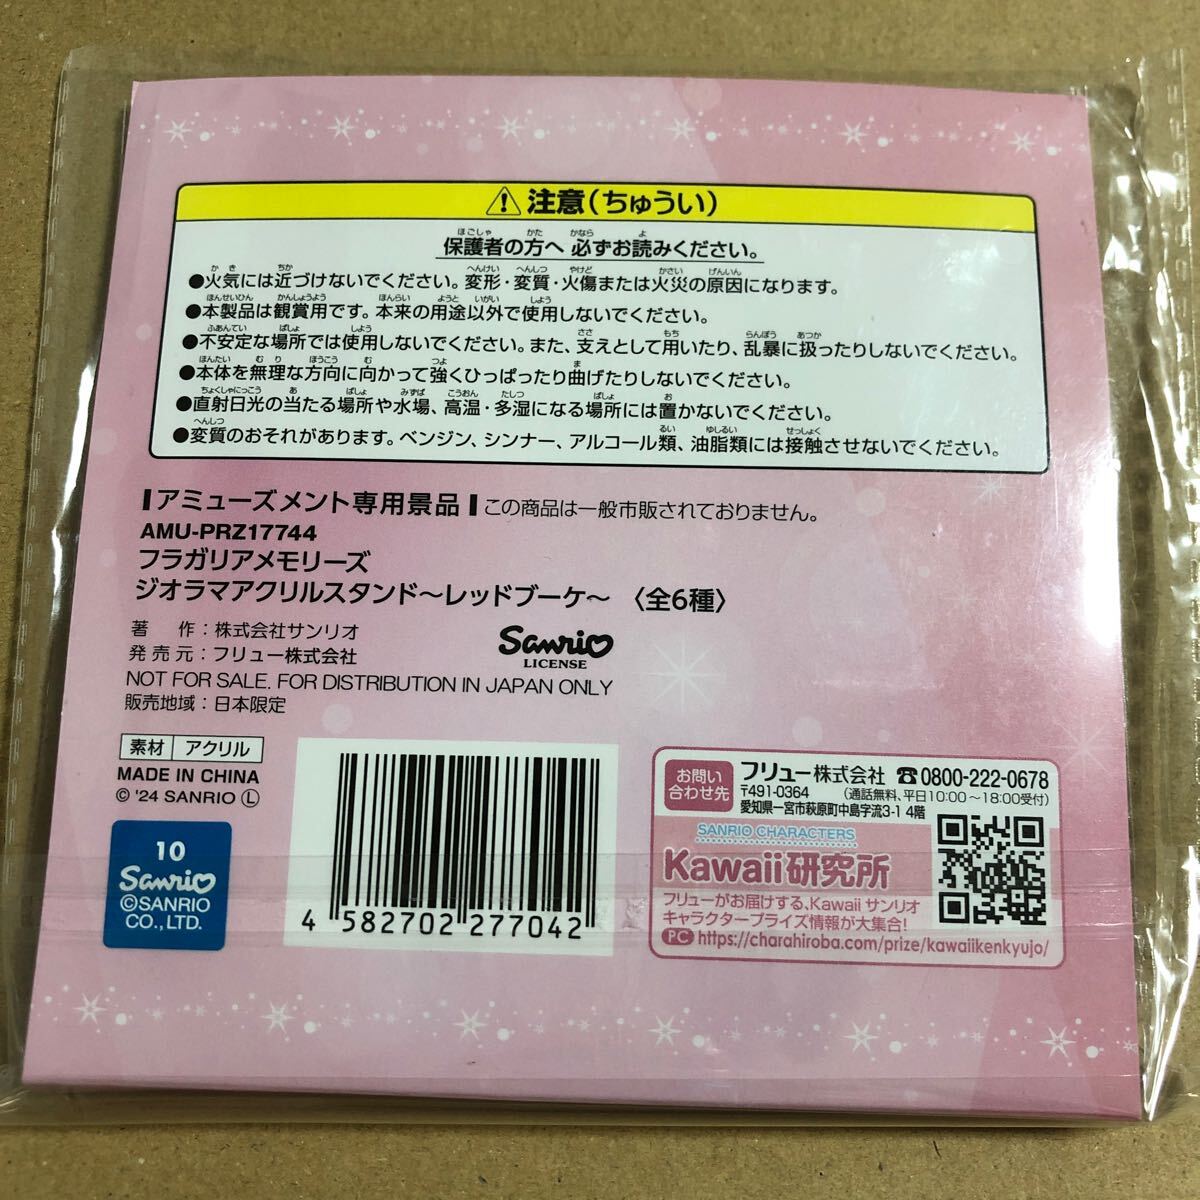 注意(ちゅうい)
保護者の方へ 必ずお読みください。
●火気には近づけないでください。変形・変質・火傷または火災の原因になります。
●本製品は観賞用です。本来の用途以外で使用しないでください。
●不安定な場所では使用しないでください。また、支えとして用いたり、乱暴に扱ったりしないでください。
●本体を無理な方向に向かって強くひっぱったり曲げたりしないでください。
●直射日光の当たる場所や水場、高温・多湿になる場所には置かないでください。
●変質のおそれがあります。ベンジン、シンナー、アルコール類、油脂類には接触させないでください。
アミューズメント専用景品 この商品は一般市販されておりません。
AMU-PRZ17744
フラガリアメモリーズ
ジオラマアクリルスタンド〜レッドブーケ〜 〈全6種〉
著 作:株式会社サンリオ
発売元:フリュー株式会社
Sanrio
LICENSE
NOT FOR SALE. FOR DISTRIBUTION IN JAPAN ONLY
販売地域:日本限定
素材 アクリル
MADE IN CHINA
© '24 SANRIO Ⓛ
10
Sanrio
©SANRIO
CO., LTD.
4 582702 277042
お問い合わせ先
フリュー株式会社 ☎0800-222-0678
〒491-0364 (通話無料、平日10:00〜18:00受付)
愛知県一宮市萩原町中島字流3-1 4階
SANRIO CHARACTERS
Kawaii研究所
フリューがお届けする、Kawaii サンリオ
キャラクタープライズ情報が大集合!
PC https://charahiroba.com/prize/kawaiikenkyujo/